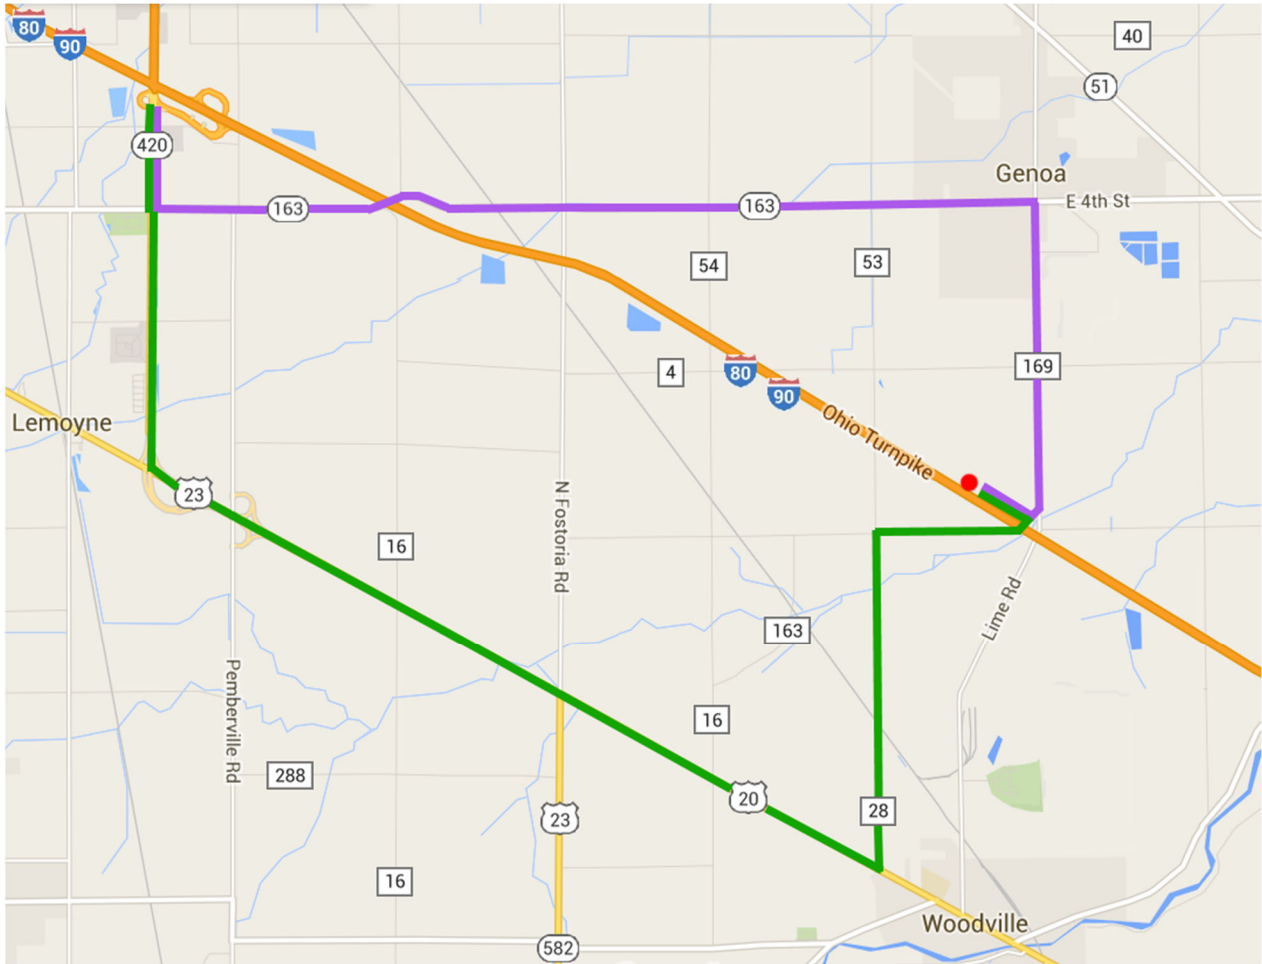 80
90
40
51
420
Genoa
163
163
E 4th St
54
53
4
80
90
169
Ohio Turnpike
Lemoyne
23
16
N Fostoria Rd
Lime Rd
163
Pemberville Rd
16
288
20
23
28
16
Woodville
582